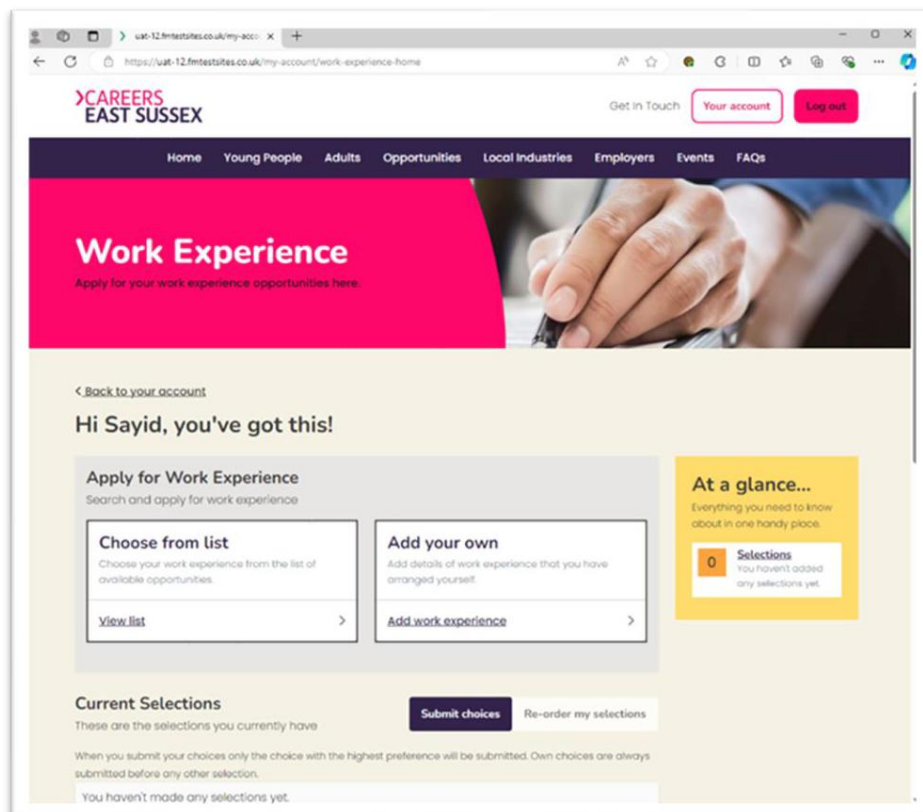 uat-12.fmtestsites.co.uk/my-acco
https://uat-12.fmtestsites.co.uk/my-account/work-experience-home
CAREERS
EAST SUSSEX
Get In Touch
Your account
Log out
Home Young People Adults Opportunities Local Industries Employers Events FAQs
Work Experience
Apply for your work experience opportunities here.
Back to your account
Hi Sayid, you've got this!
Apply for Work Experience
Search and apply for work experience
Choose from list
Choose your work experience from the list of
available opportunities.
View list
Add your own
Add details of work experience that you have
arranged yourself.
Add work experience
At a glance...
Everything you need to know
about in one handy place.
0
Selections
You haven't added
any selections yet.
Current Selections
These are the selections you currently have
Submit choices
Re-order my selections
When you submit your choices only the choice with the highest preference will be submitted. Own choices are always
submitted before any other selection.
You haven't made any selections yet.